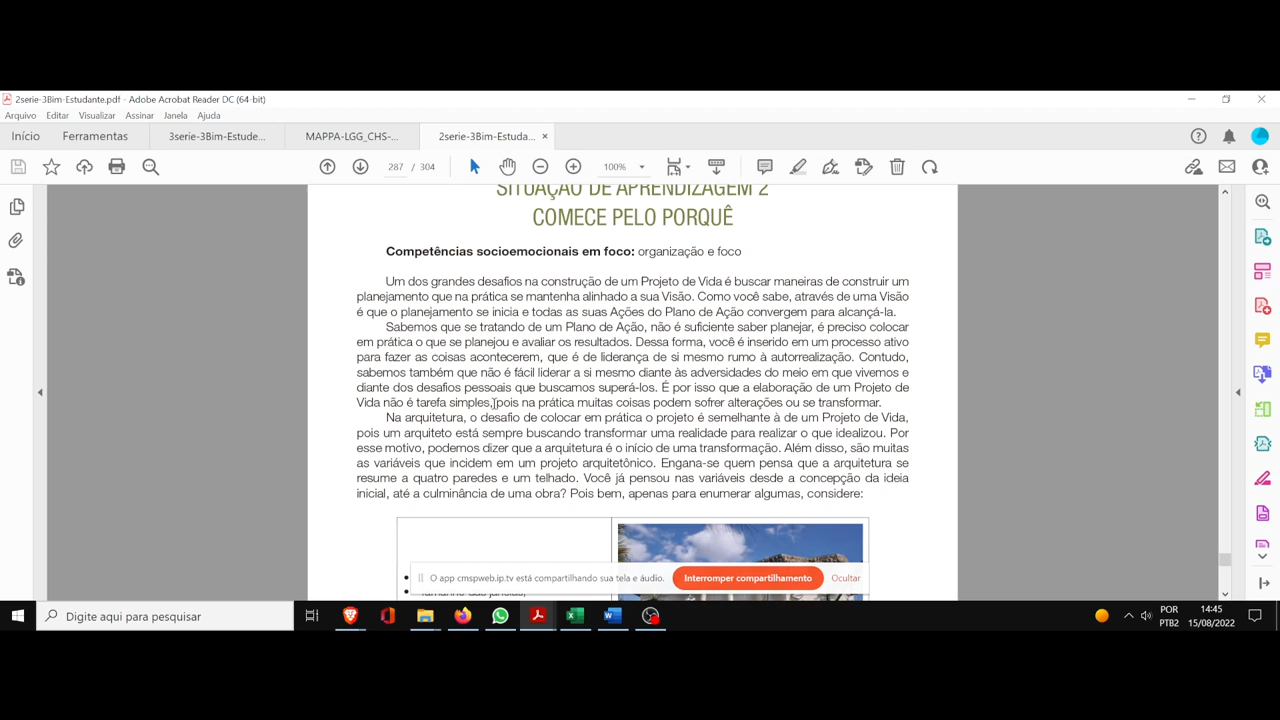 2serie-3Bim-Estudante.pdf - Adobe Acrobat Reader DC (64-bit)
Arquivo Editar Visualizar Assinar Janela Ajuda
Início Ferramentas 3serie-3Bim-Estude... MAPPA-LGG_CHS-... 2serie-3Bim-Estuda... ×
287 / 304 100%
SITUAÇÃO DE APRENDIZAGEM 2
COMECE PELO PORQUÊ
Competências socioemocionais em foco: organização e foco
Um dos grandes desafios na construção de um Projeto de Vida é buscar maneiras de construir um
planejamento que na prática se mantenha alinhado a sua Visão. Como você sabe, através de uma Visão
é que o planejamento se inicia e todas as suas Ações do Plano de Ação convergem para alcançá-la.
Sabemos que se tratando de um Plano de Ação, não é suficiente saber planejar, é preciso colocar
em prática o que se planejou e avaliar os resultados. Dessa forma, você é inserido em um processo ativo
para fazer as coisas acontecerem, que é de liderança de si mesmo rumo à autorrealização. Contudo,
sabemos também que não é fácil liderar a si mesmo diante às adversidades do meio em que vivemos e
diante dos desafios pessoais que buscamos superá-los. É por isso que a elaboração de um Projeto de
Vida não é tarefa simples, pois na prática muitas coisas podem sofrer alterações ou se transformar.
Na arquitetura, o desafio de colocar em prática o projeto é semelhante à de um Projeto de Vida,
pois um arquiteto está sempre buscando transformar uma realidade para realizar o que idealizou. Por
esse motivo, podemos dizer que a arquitetura é o início de uma transformação. Além disso, são muitas
as variáveis que incidem em um projeto arquitetônico. Engana-se quem pensa que a arquitetura se
resume a quatro paredes e um telhado. Você já pensou nas variáveis desde a concepção da ideia
inicial, até a culminância de uma obra? Pois bem, apenas para enumerar algumas, considere:
O app cmspweb.ip.tv está compartilhando sua tela e áudio. Interromper compartilhamento Ocultar
Digite aqui para pesquisar
POR 14:45
PTB2 15/08/2022